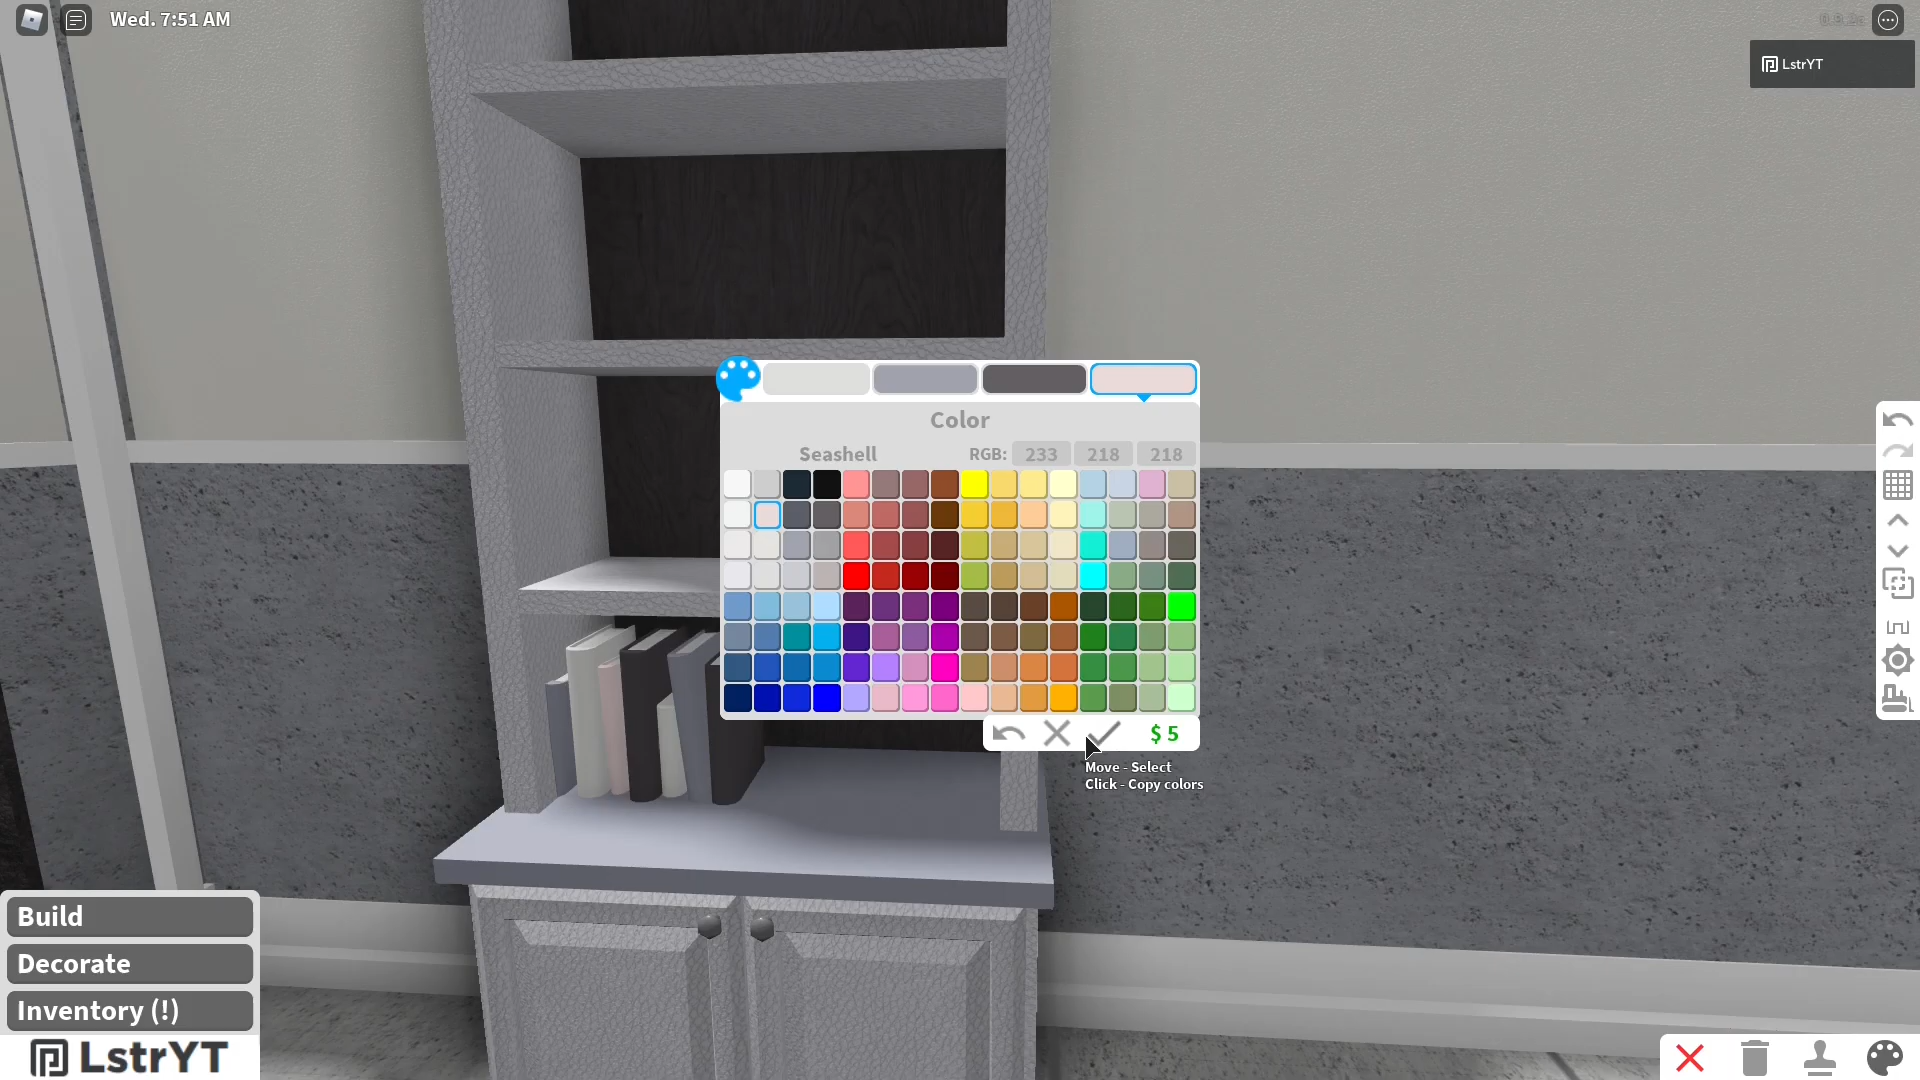 Wed. 7:51 AM
LstrYT
Color
Seashell
RGB: 233 218 218
$ 5
Move - Select
Click - Copy colors
Build
Decorate
Inventory (!)
LstrYT